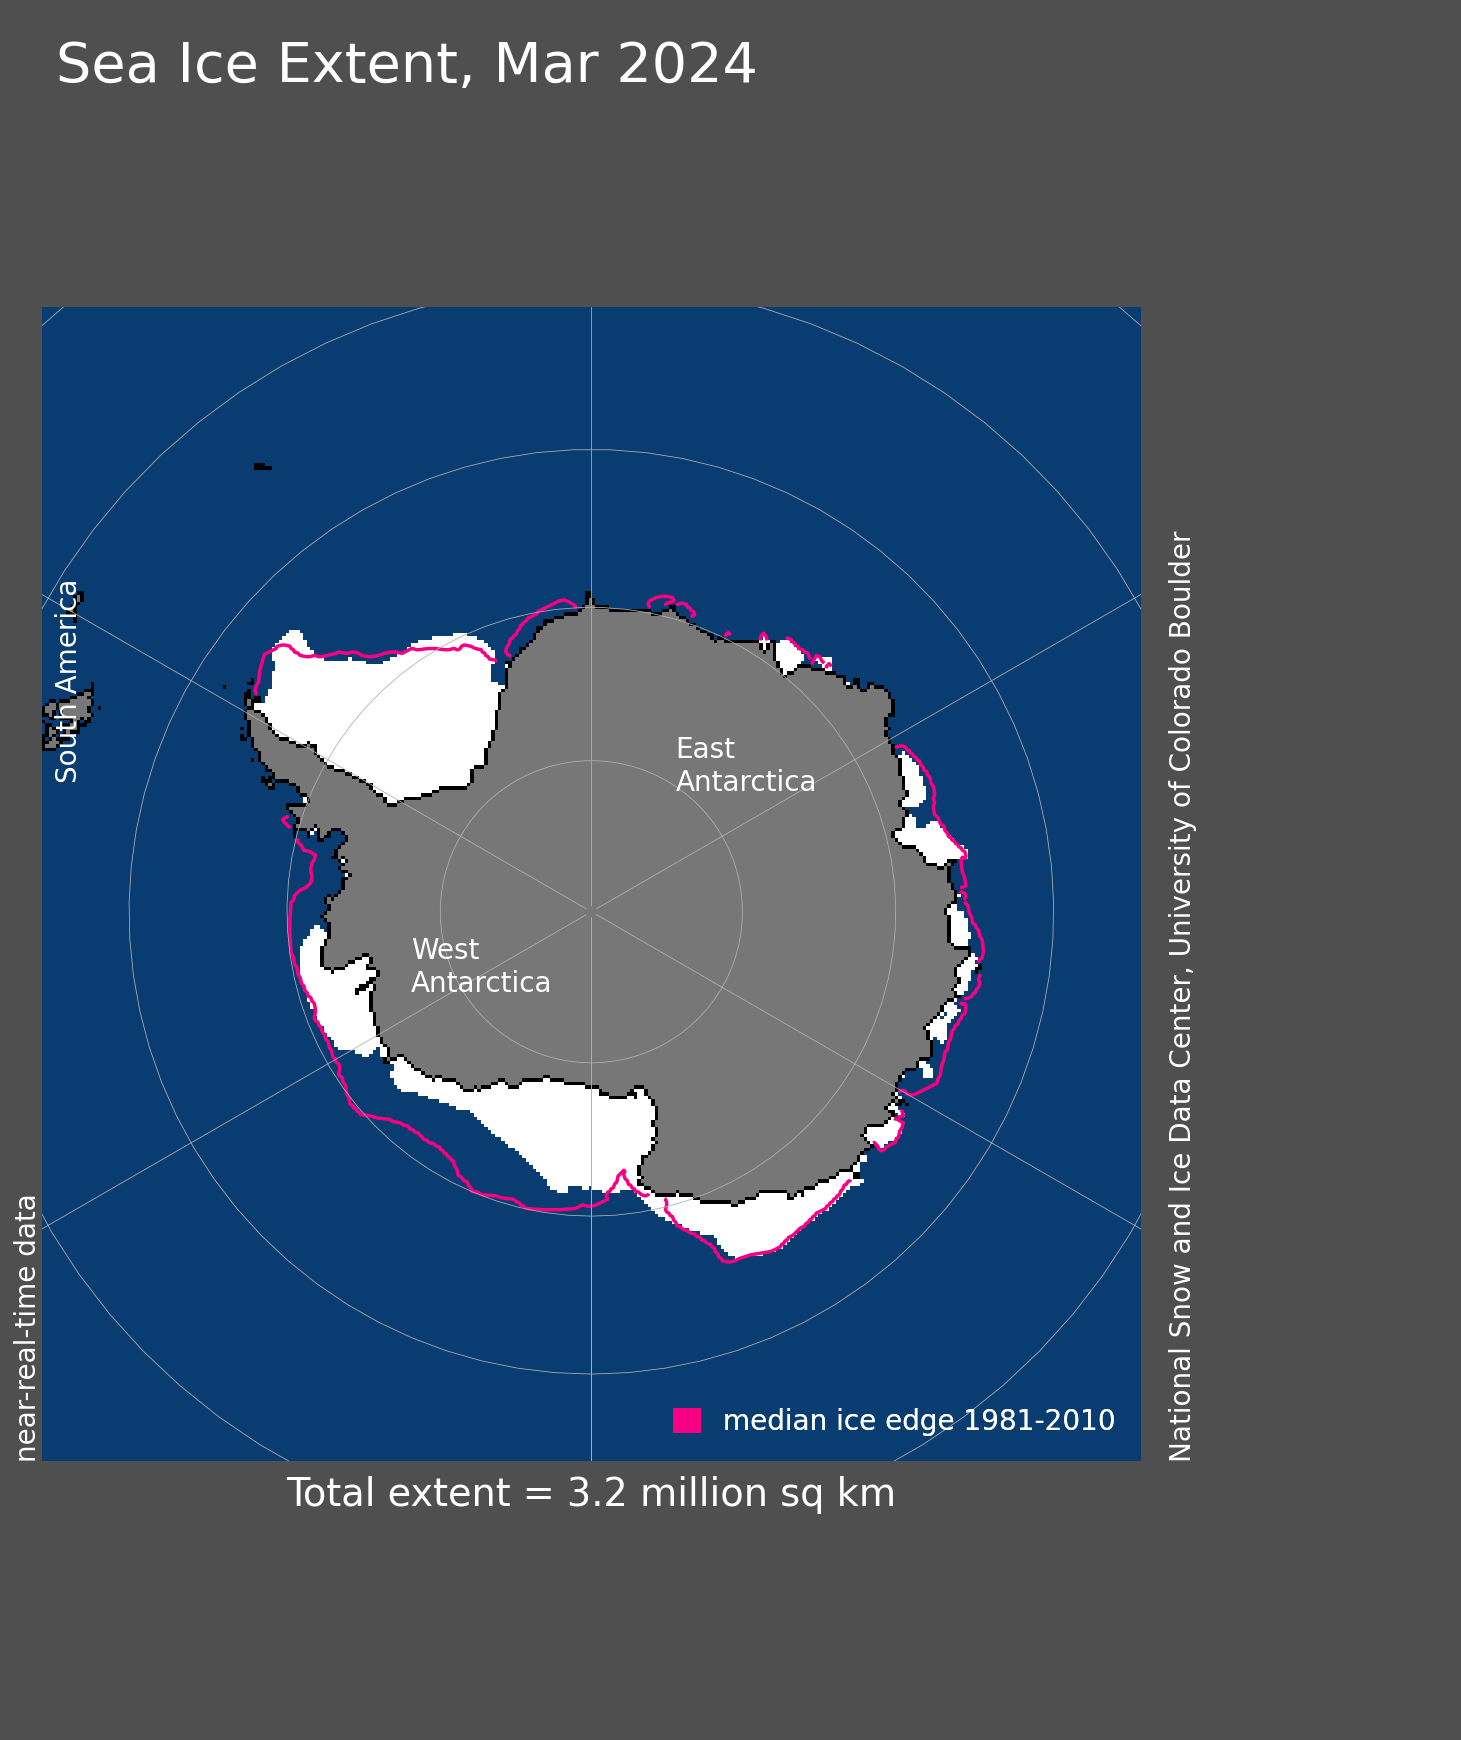 Sea Ice Extent, Mar 2024
South America
East
Antarctica
West
Antarctica
near-real-time data
National Snow and Ice Data Center, University of Colorado Boulder
median ice edge 1981-2010
Total extent = 3.2 million sq km